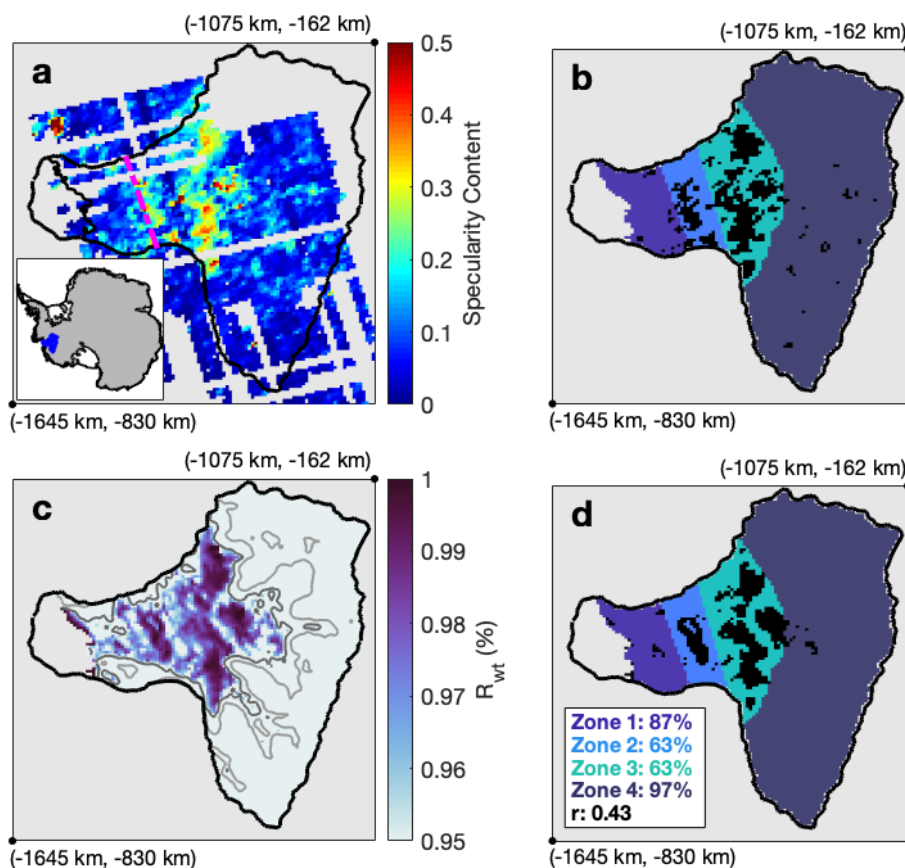 (-1075 km, -162 km)
a
0.5
0.4
0.3
0.2
0.1
0
Specularity Content
(-1645 km, -830 km)
(-1075 km, -162 km)
b
(-1645 km, -830 km)
(-1075 km, -162 km)
c
1
0.99
0.98
0.97
0.96
0.95
Rwt (%)
(-1645 km, -830 km)
(-1075 km, -162 km)
d
Zone 1: 87%
Zone 2: 63%
Zone 3: 63%
Zone 4: 97%
r: 0.43
(-1645 km, -830 km)